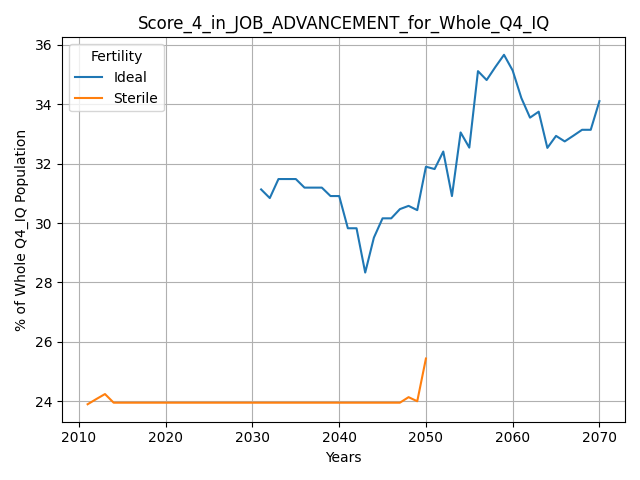 Score_4_in_JOB_ADVANCEMENT_for_Whole_Q4_IQ
Fertility
Ideal
Sterile
% of Whole Q4_IQ Population
36
34
32
30
28
26
24
2010
2020
2030
2040
2050
2060
2070
Years